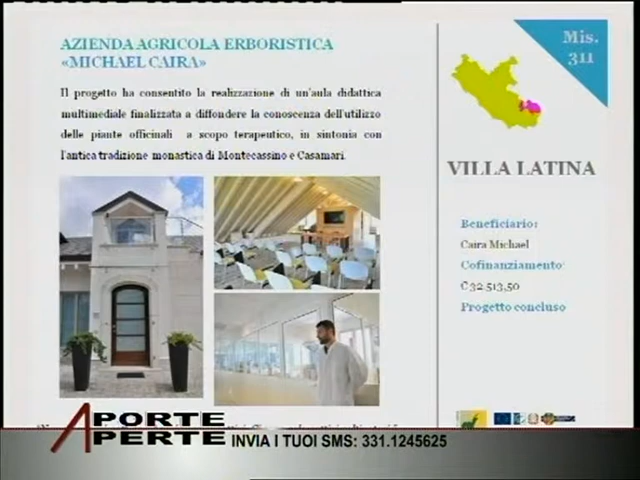 AZIENDA AGRICOLA ERBORISTICA
«MICHAEL CAIRA»
Il progetto ha consentito la realizzazione di un'aula didattica
multimediale finalizzata a diffondere la conoscenza dell'utilizzo
delle piante officinali a scopo terapeutico, in sintonia con
l'antica tradizione monastica di Montecassino e Casamari.
Mis.
311
VILLA LATINA
Beneficiario:
Caira Michael
Cofinanziamento:
€ 32.513,50
Progetto concluso
A PORTE
APERTE
INVIA I TUOI SMS: 331.1245625